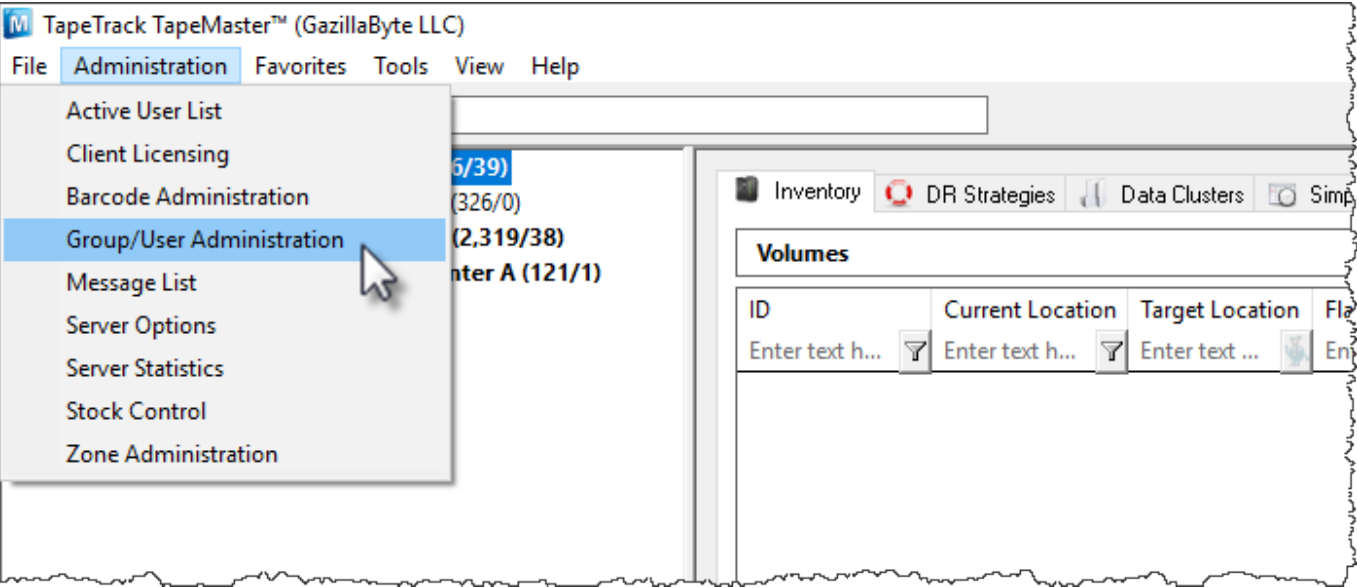 M TapeTrack TapeMaster™ (GazillaByte LLC)
File Administration Favorites Tools View Help
Active User List
Client Licensing
Barcode Administration
Group/User Administration
Message List
Server Options
Server Statistics
Stock Control
Zone Administration
6/39)
(326/0)
(2,319/38)
nter A (121/1)
Inventory DR Strategies Data Clusters Simp
Volumes
ID Current Location Target Location Fla
Enter text h... Enter text h... Enter text ... En